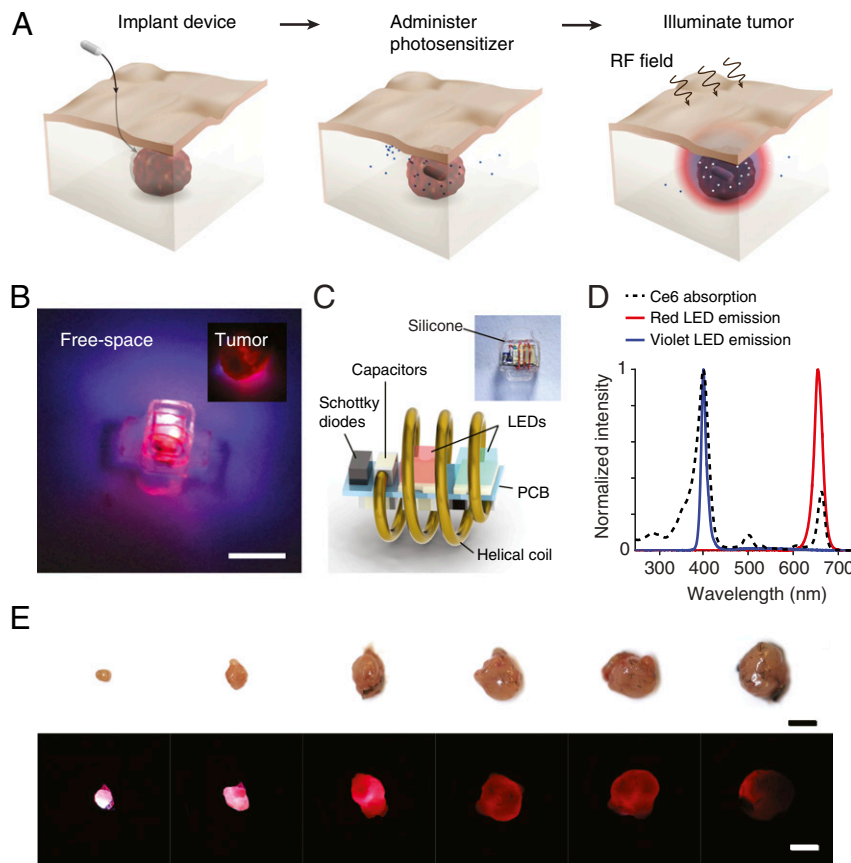 A
Implant device
Administer
photosensitizer
Illuminate tumor
RF field
B
Free-space
Tumor
C
Silicone
Capacitors
Schottky
diodes
LEDs
PCB
Helical coil
D
Ce6 absorption
Red LED emission
Violet LED emission
Normalized intensity
1
0
300
400
500
600
700
Wavelength (nm)
E